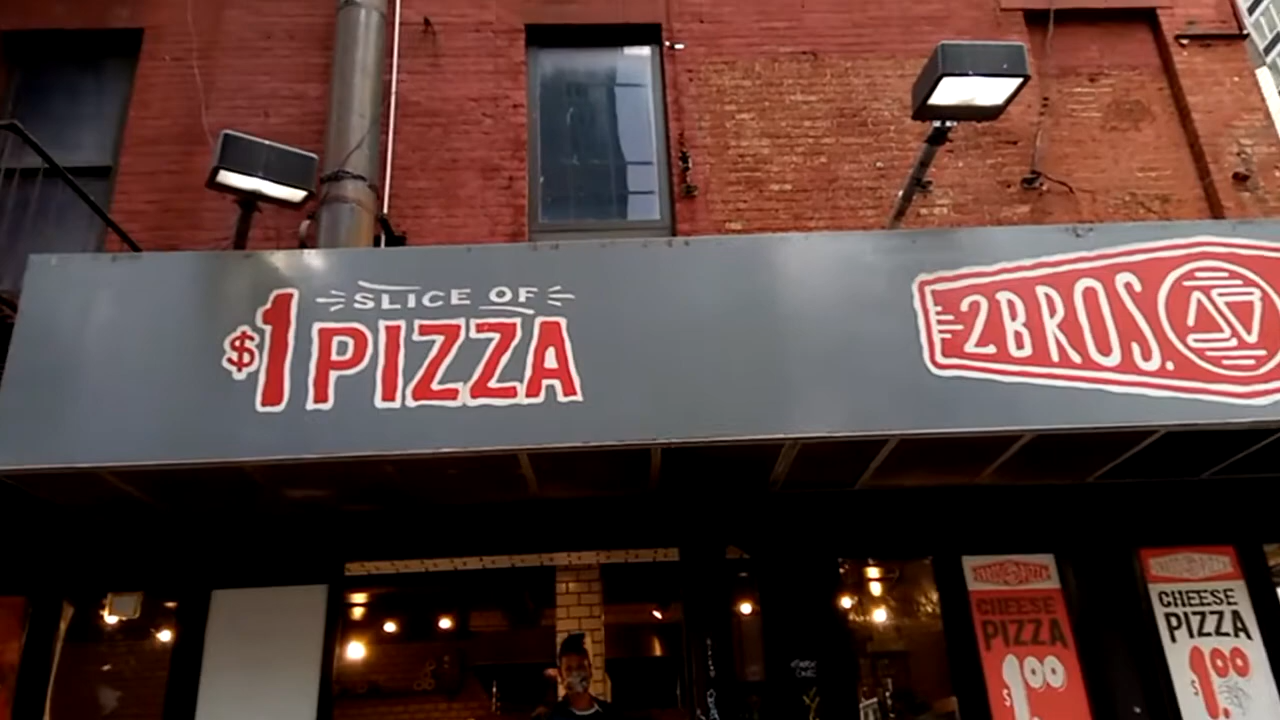 SLICE OF
$1 PIZZA
2BROS.
CHEESE
PIZZA
$1.00
CHEESE
PIZZA
$1.00